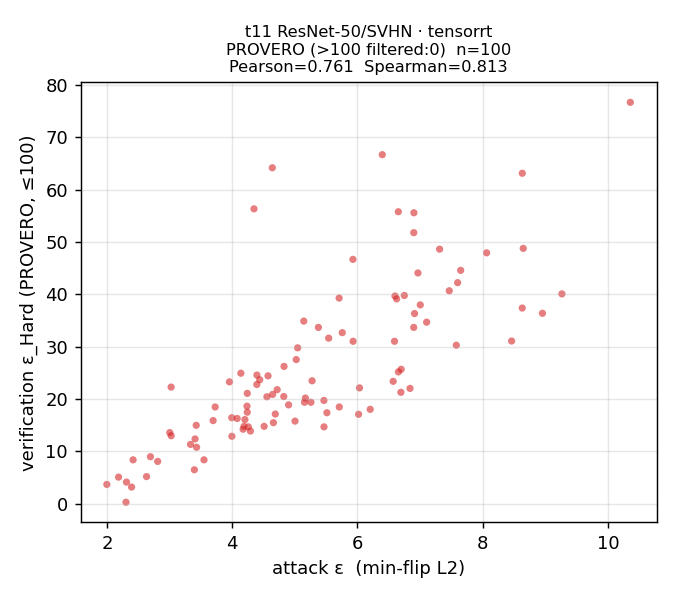 t11 ResNet-50/SVHN · tensorrt
PROVERO (>100 filtered:0)  n=100
Pearson=0.761  Spearman=0.813
80
70
60
50
40
30
20
10
0
verification ε_Hard (PROVERO, ≤100)
2
4
6
8
10
attack ε  (min-flip L2)